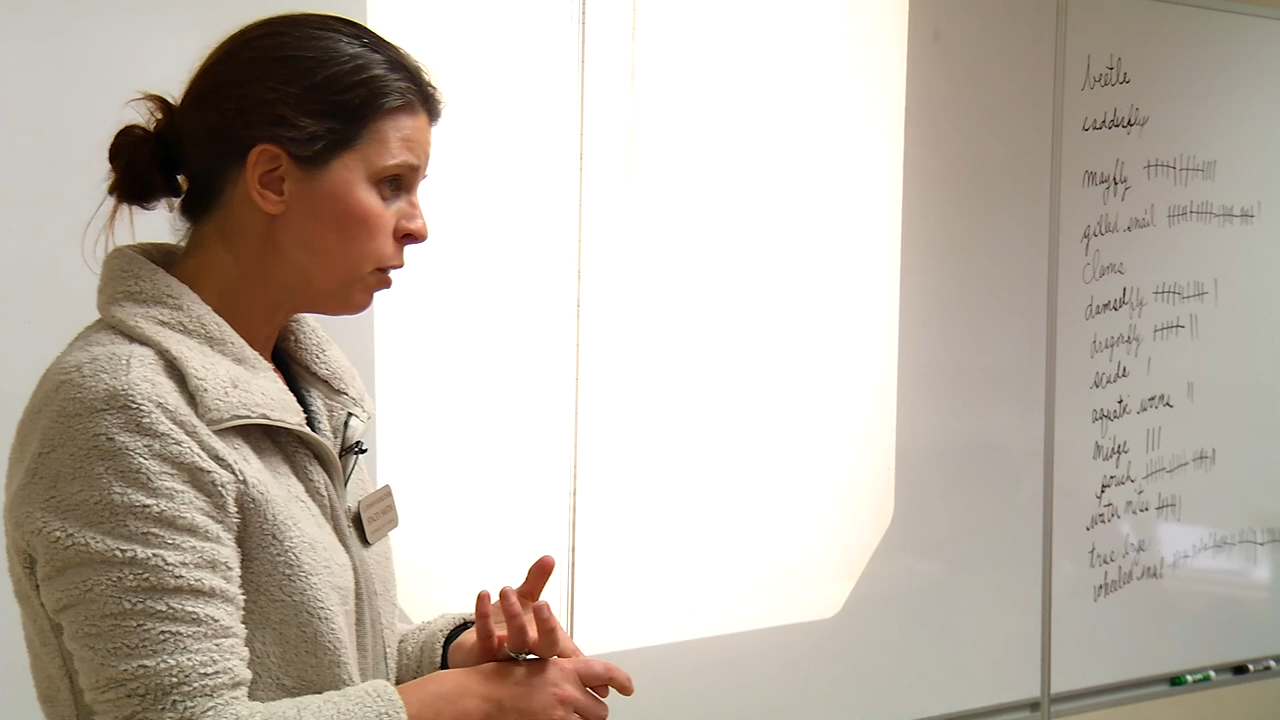 beetle
caddisfly
mayfly
gilled snail
clams
damselfly
dragonfly
scuds
aquatic worms
midge
pouch
water mites
true bugs
wheeled snail